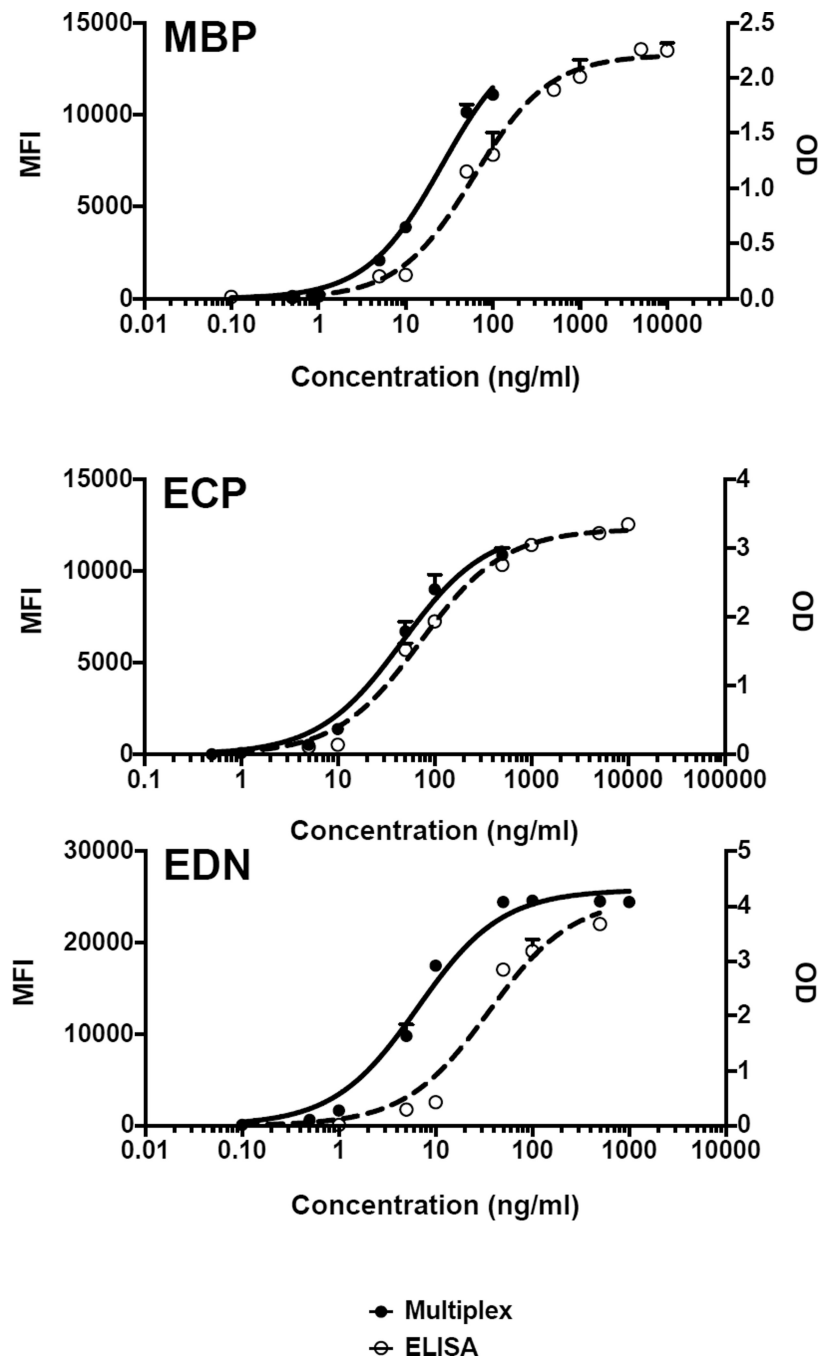 MBP
15000
10000
5000
0
MFI
2.5
2.0
1.5
1.0
0.5
0.0
OD
0.01 0.10 1 10 100 1000 10000
Concentration (ng/ml)
ECP
15000
10000
5000
0
MFI
4
3
2
1
0
OD
0.1 1 10 100 1000 10000 100000
Concentration (ng/ml)
EDN
30000
20000
10000
0
MFI
5
4
3
2
1
0
OD
0.01 0.10 1 10 100 1000 10000
Concentration (ng/ml)
Multiplex
ELISA